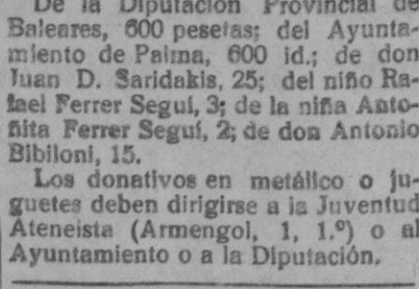 De la Diputación Provincial de
Baleares, 600 pesetas; del Ayunta-
miento de Palma, 600 id.; de don
Juan D. Saridakis, 25; del niño Ra-
fael Ferrer Seguí, 3; de la niña Anto-
ñita Ferrer Seguí, 2; de don Antonio
Bibiloni, 15.
Los donativos en metálico o ju-
guetes deben dirigirse a la Juventud
Ateneista (Armengol, 1, 1.º) o al
Ayuntamiento o a la Diputación.